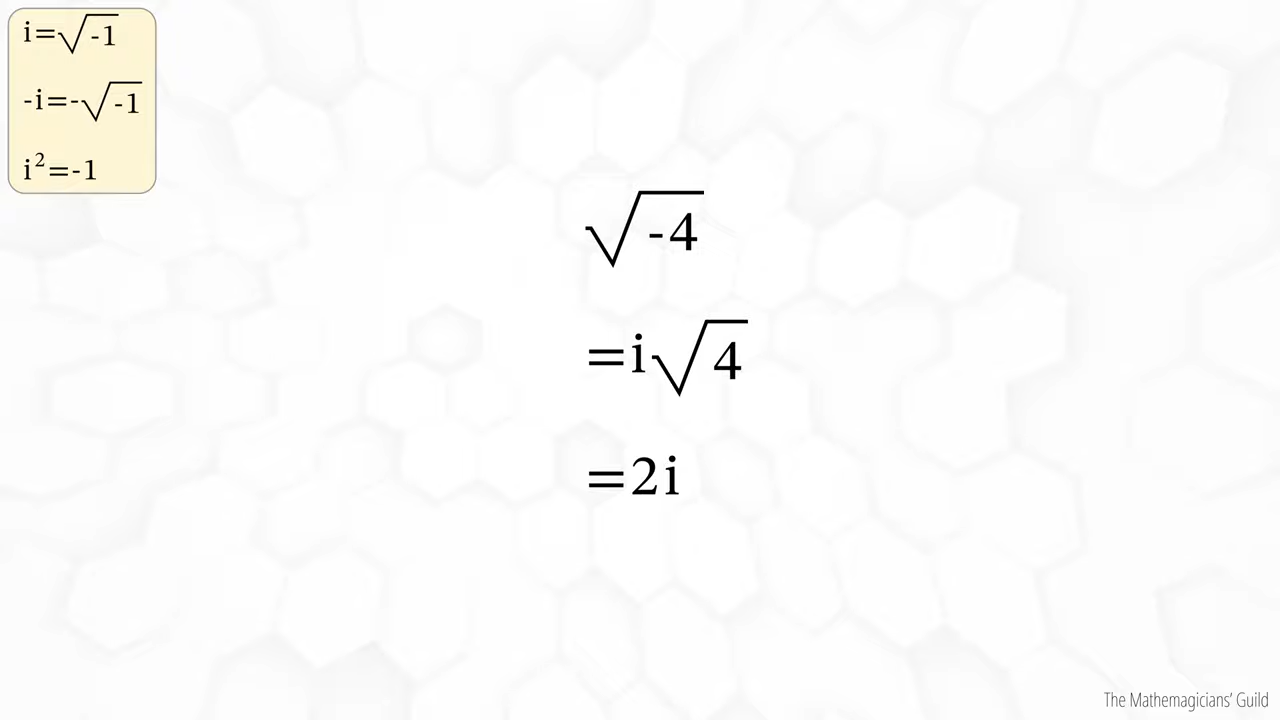 i=√-1
-i=-√-1
i²=-1
√-4
=i√4
=2i
The Mathemagicians’ Guild